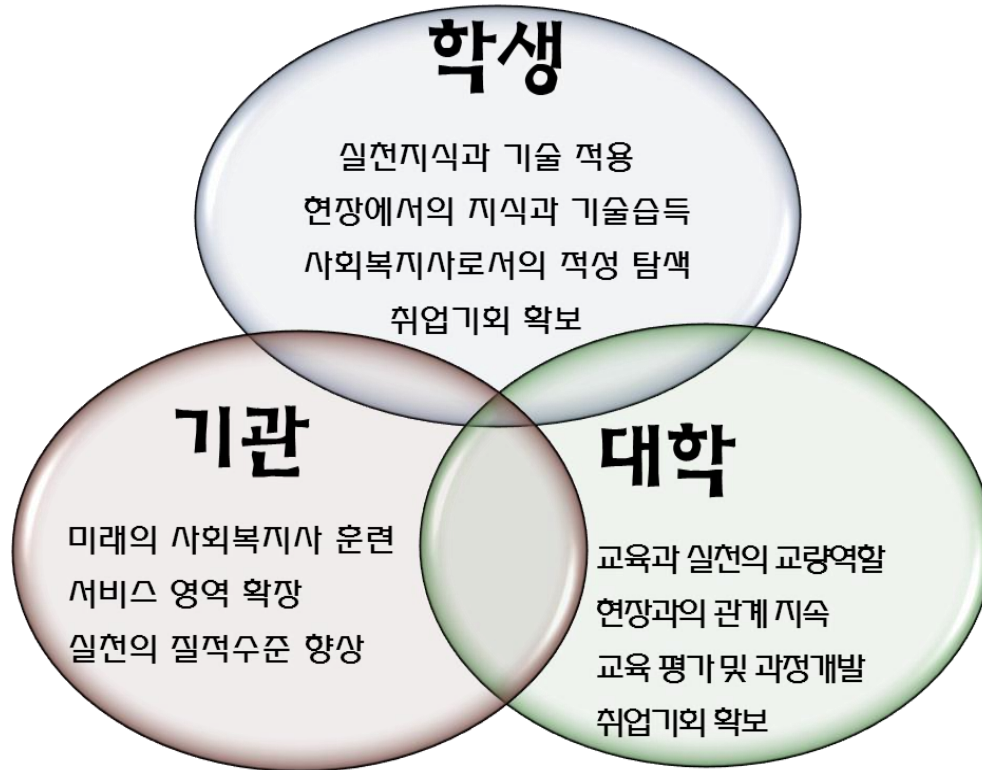 학생
실천지식과 기술 적용
현장에서의 지식과 기술습득
사회복지사로서의 적성 탐색
취업기회 확보
기관
미래의 사회복지사 훈련
서비스 영역 확장
실천의 질적수준 향상
대학
교육과 실천의 교량역할
현장과의 관계 지속
교육 평가 및 과정개발
취업기회 확보